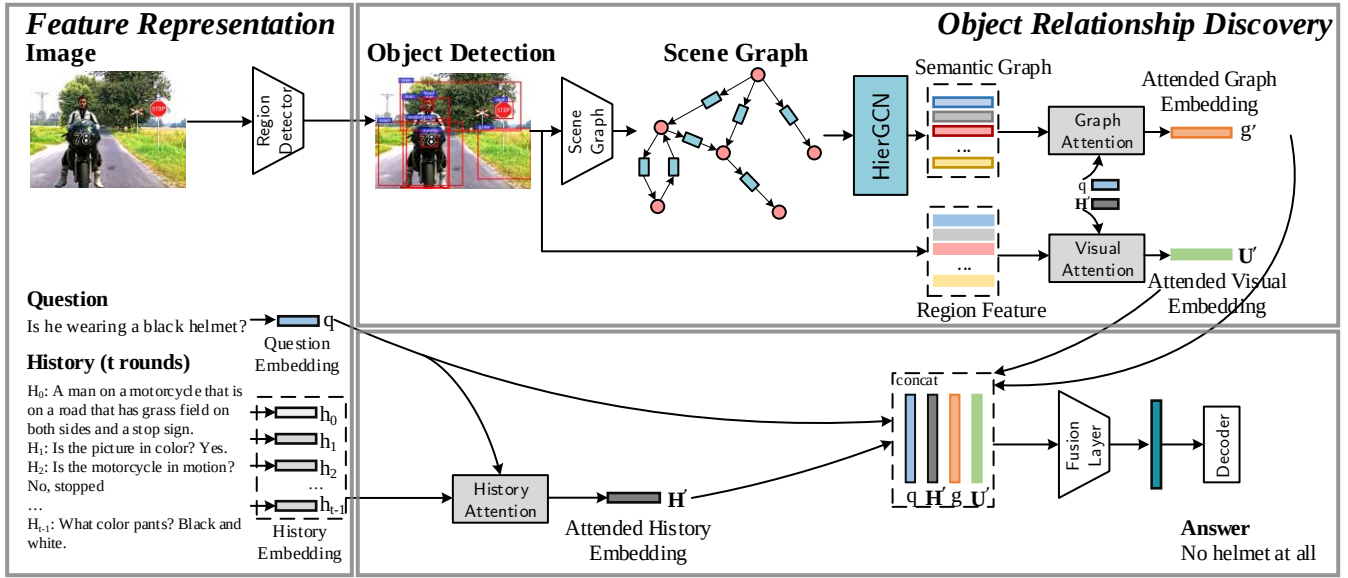 Feature Representation
Image
Region
Detector
Question
Is he wearing a black helmet?
q
Question
Embedding
History (t rounds)
H0: A man on a motorcycle that is
on a road that has grass field on
both sides and a stop sign.
H1: Is the picture in color? Yes.
H2: Is the motorcycle in motion?
No, stopped
...
Ht-1: What color pants? Black and
white.
h0
h1
h2
...
ht-1
History
Embedding
Object Relationship Discovery
Object Detection
STOP
STOP
78
78
Scene
Graph
Scene Graph
HierGCN
Semantic Graph
...
Graph
Attention
Attended Graph
Embedding
g′
q
H′
...
Region Feature
Visual
Attention
U′
Attended Visual
Embedding
History
Attention
H′
Attended History
Embedding
concat
q H′ g U′
Fusion
Layer
Decoder
Answer
No helmet at all